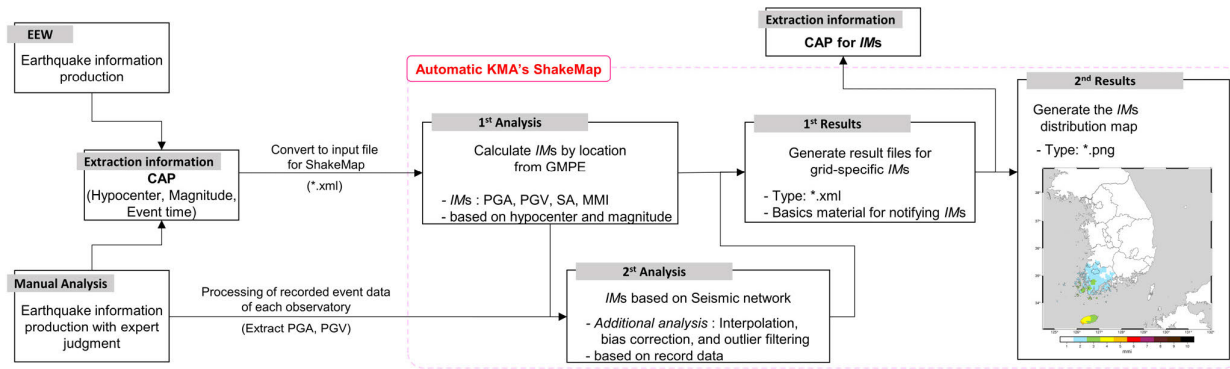 EEW
Earthquake information
production
Extraction information
CAP
(Hypocenter, Magnitude,
Event time)
Manual Analysis
Earthquake information
production with expert
judgment
Convert to input file
for ShakeMap
(*.xml)
Processing of recorded event data
of each observatory
(Extract PGA, PGV)
Automatic KMA's ShakeMap
1st Analysis
Calculate IMs by location
from GMPE
- IMs : PGA, PGV, SA, MMI
- based on hypocenter and magnitude
2st Analysis
IMs based on Seismic network
- Additional analysis : Interpolation,
bias correction, and outlier filtering
- based on record data
Extraction information
CAP for IMs
1st Results
Generate result files for
grid-specific IMs
- Type: *.xml
- Basics material for notifying IMs
2nd Results
Generate the IMs
distribution map
- Type: *.png